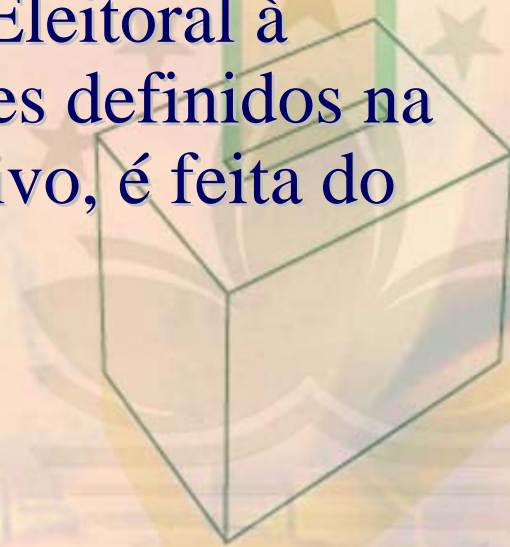 Eleitoral à
es definidos na
ivo, é feita do